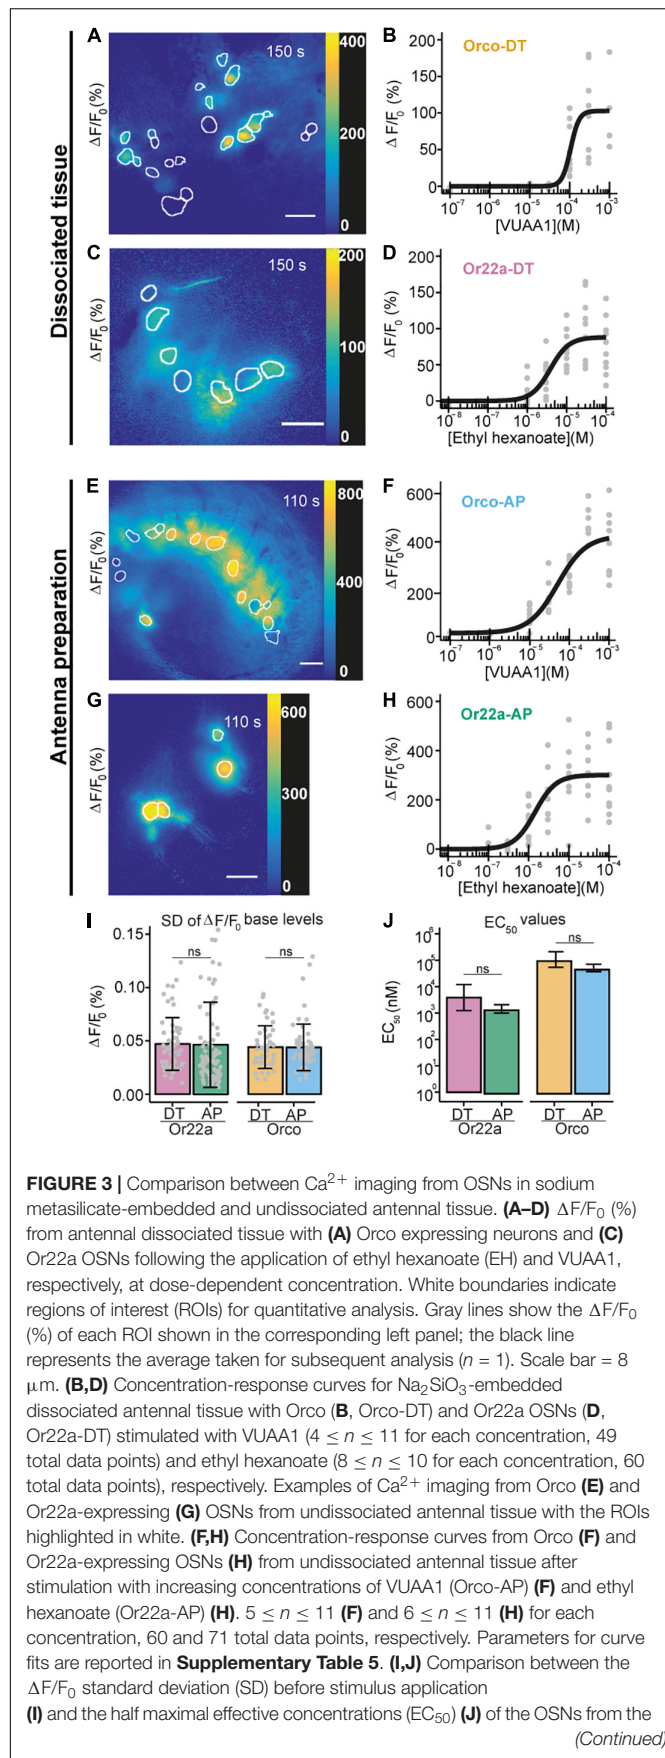 Dissociated tissue
A
150 s
400
200
0
ΔF/F0 (%)
B
Orco-DT
ΔF/F0 (%)
200
150
100
50
0
10-7 10-6 10-5 10-4 10-3
[VUAA1](M)
C
150 s
200
100
0
ΔF/F0 (%)
D
Or22a-DT
ΔF/F0 (%)
200
150
100
50
0
10-8 10-7 10-6 10-5 10-4
[Ethyl hexanoate](M)
Antenna preparation
E
110 s
800
400
0
ΔF/F0 (%)
F
Orco-AP
ΔF/F0 (%)
600
400
200
0
10-7 10-6 10-5 10-4 10-3
[VUAA1](M)
G
110 s
600
300
0
ΔF/F0 (%)
H
Or22a-AP
ΔF/F0 (%)
600
400
200
0
10-8 10-7 10-6 10-5 10-4
[Ethyl hexanoate](M)
I
SD of ΔF/F0 base levels
ΔF/F0 (%)
0.15
0.10
0.05
0.00
ns ns
DT AP DT AP
Or22a Orco
J
EC50 values
EC50 (nM)
10^6
10^5
10^4
10^3
10^2
10^1
10^0
ns ns
DT AP DT AP
Or22a Orco
FIGURE 3 | Comparison between Ca2+ imaging from OSNs in sodium
metasilicate-embedded and undissociated antennal tissue. (A–D) ΔF/F0 (%)
from antennal dissociated tissue with (A) Orco expressing neurons and (C)
Or22a OSNs following the application of ethyl hexanoate (EH) and VUAA1,
respectively, at dose-dependent concentration. White boundaries indicate
regions of interest (ROIs) for quantitative analysis. Gray lines show the ΔF/F0
(%) of each ROI shown in the corresponding left panel; the black line
represents the average taken for subsequent analysis (n = 1). Scale bar = 8
μm. (B,D) Concentration-response curves for Na2SiO3-embedded
dissociated antennal tissue with Orco (B, Orco-DT) and Or22a OSNs (D,
Or22a-DT) stimulated with VUAA1 (4 ≤ n ≤ 11 for each concentration, 49
total data points) and ethyl hexanoate (8 ≤ n ≤ 10 for each concentration, 60
total data points), respectively. Examples of Ca2+ imaging from Orco (E) and
Or22a-expressing (G) OSNs from undissociated antennal tissue with the ROIs
highlighted in white. (F,H) Concentration-response curves from Orco (F) and
Or22a-expressing OSNs (H) from undissociated antennal tissue after
stimulation with increasing concentrations of VUAA1 (Orco-AP) (F) and ethyl
hexanoate (Or22a-AP) (H). 5 ≤ n ≤ 11 (F) and 6 ≤ n ≤ 11 (H) for each
concentration, 60 and 71 total data points, respectively. Parameters for curve
fits are reported in Supplementary Table 5. (I,J) Comparison between the
ΔF/F0 standard deviation (SD) before stimulus application
(I) and the half maximal effective concentrations (EC50) (J) of the OSNs from the
(Continued)